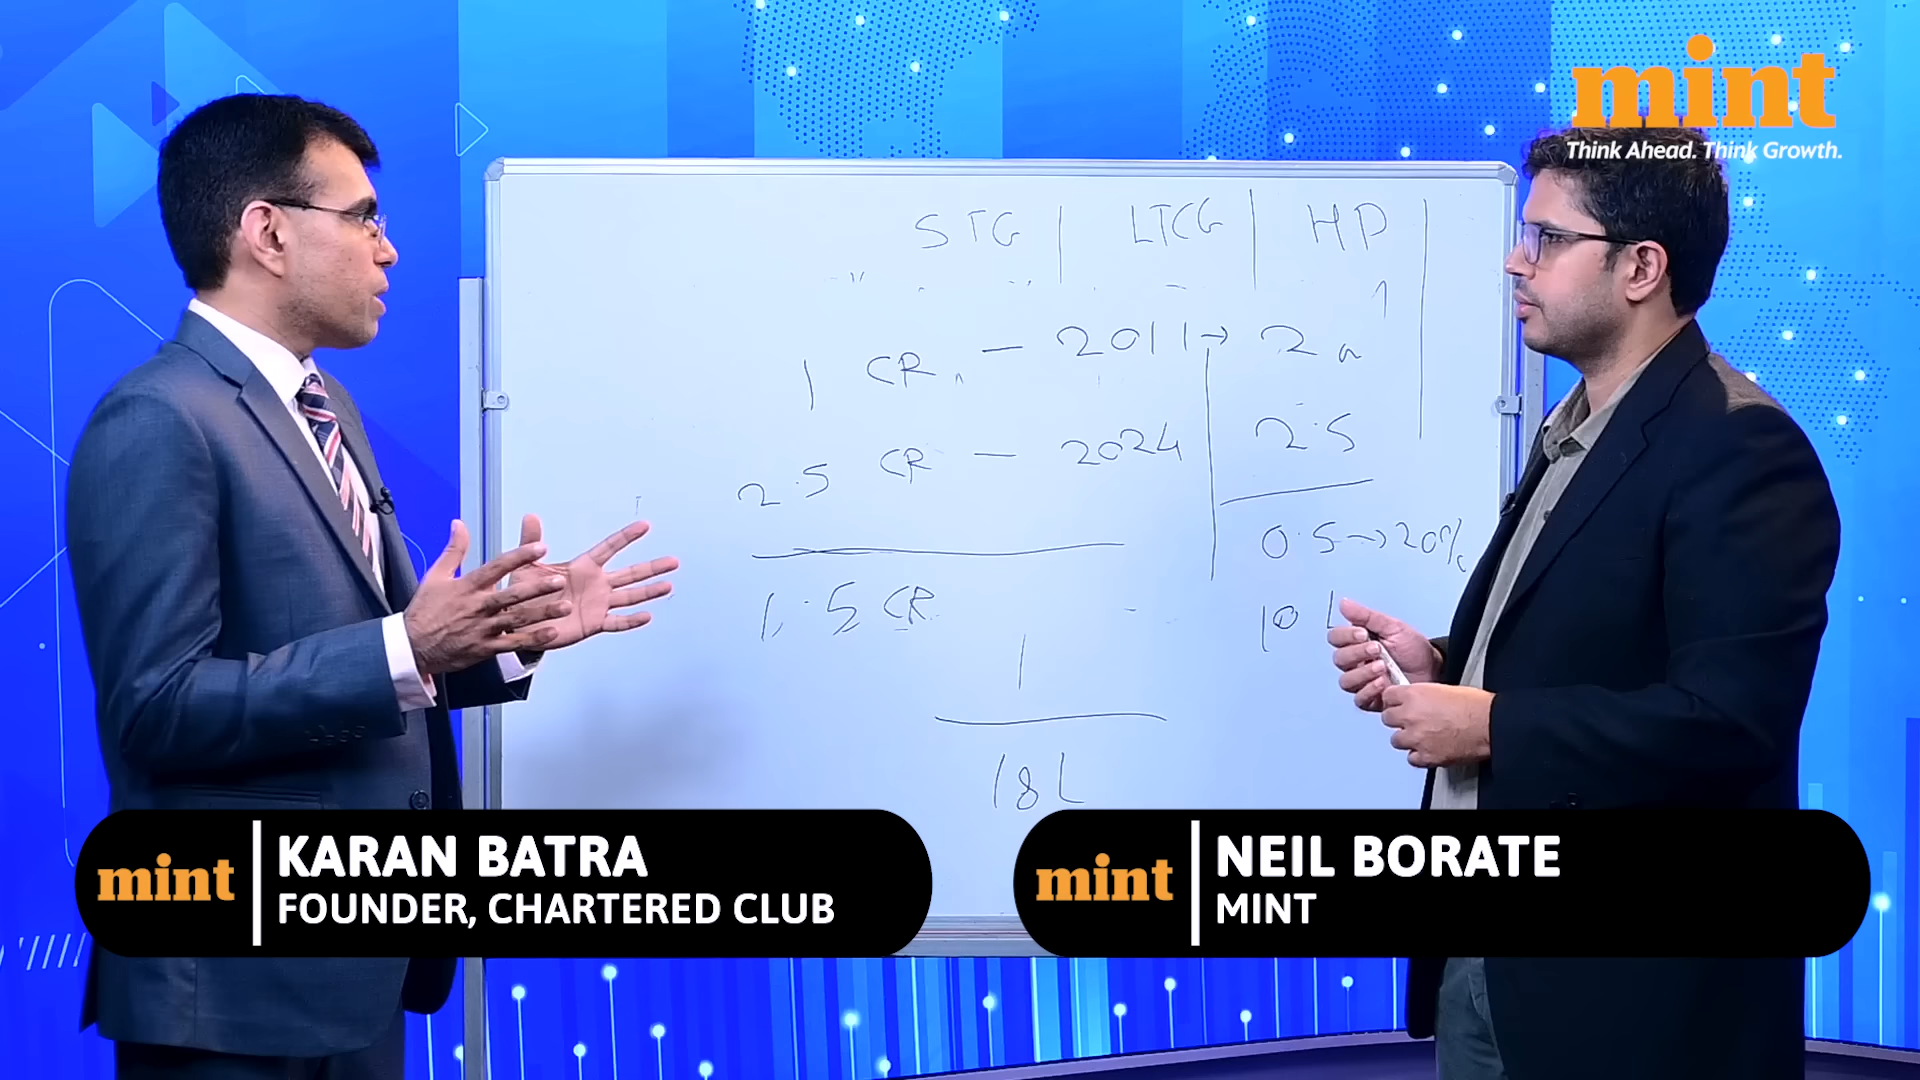 mint
Think Ahead. Think Growth.
STG | LTCG | HP |
1 CR - 2011 → 2
2.5 CR - 2024
2.5
0.5 → 20%
1.5 CR
10 L
1
18 L
mint | KARAN BATRA
FOUNDER, CHARTERED CLUB
mint | NEIL BORATE
MINT